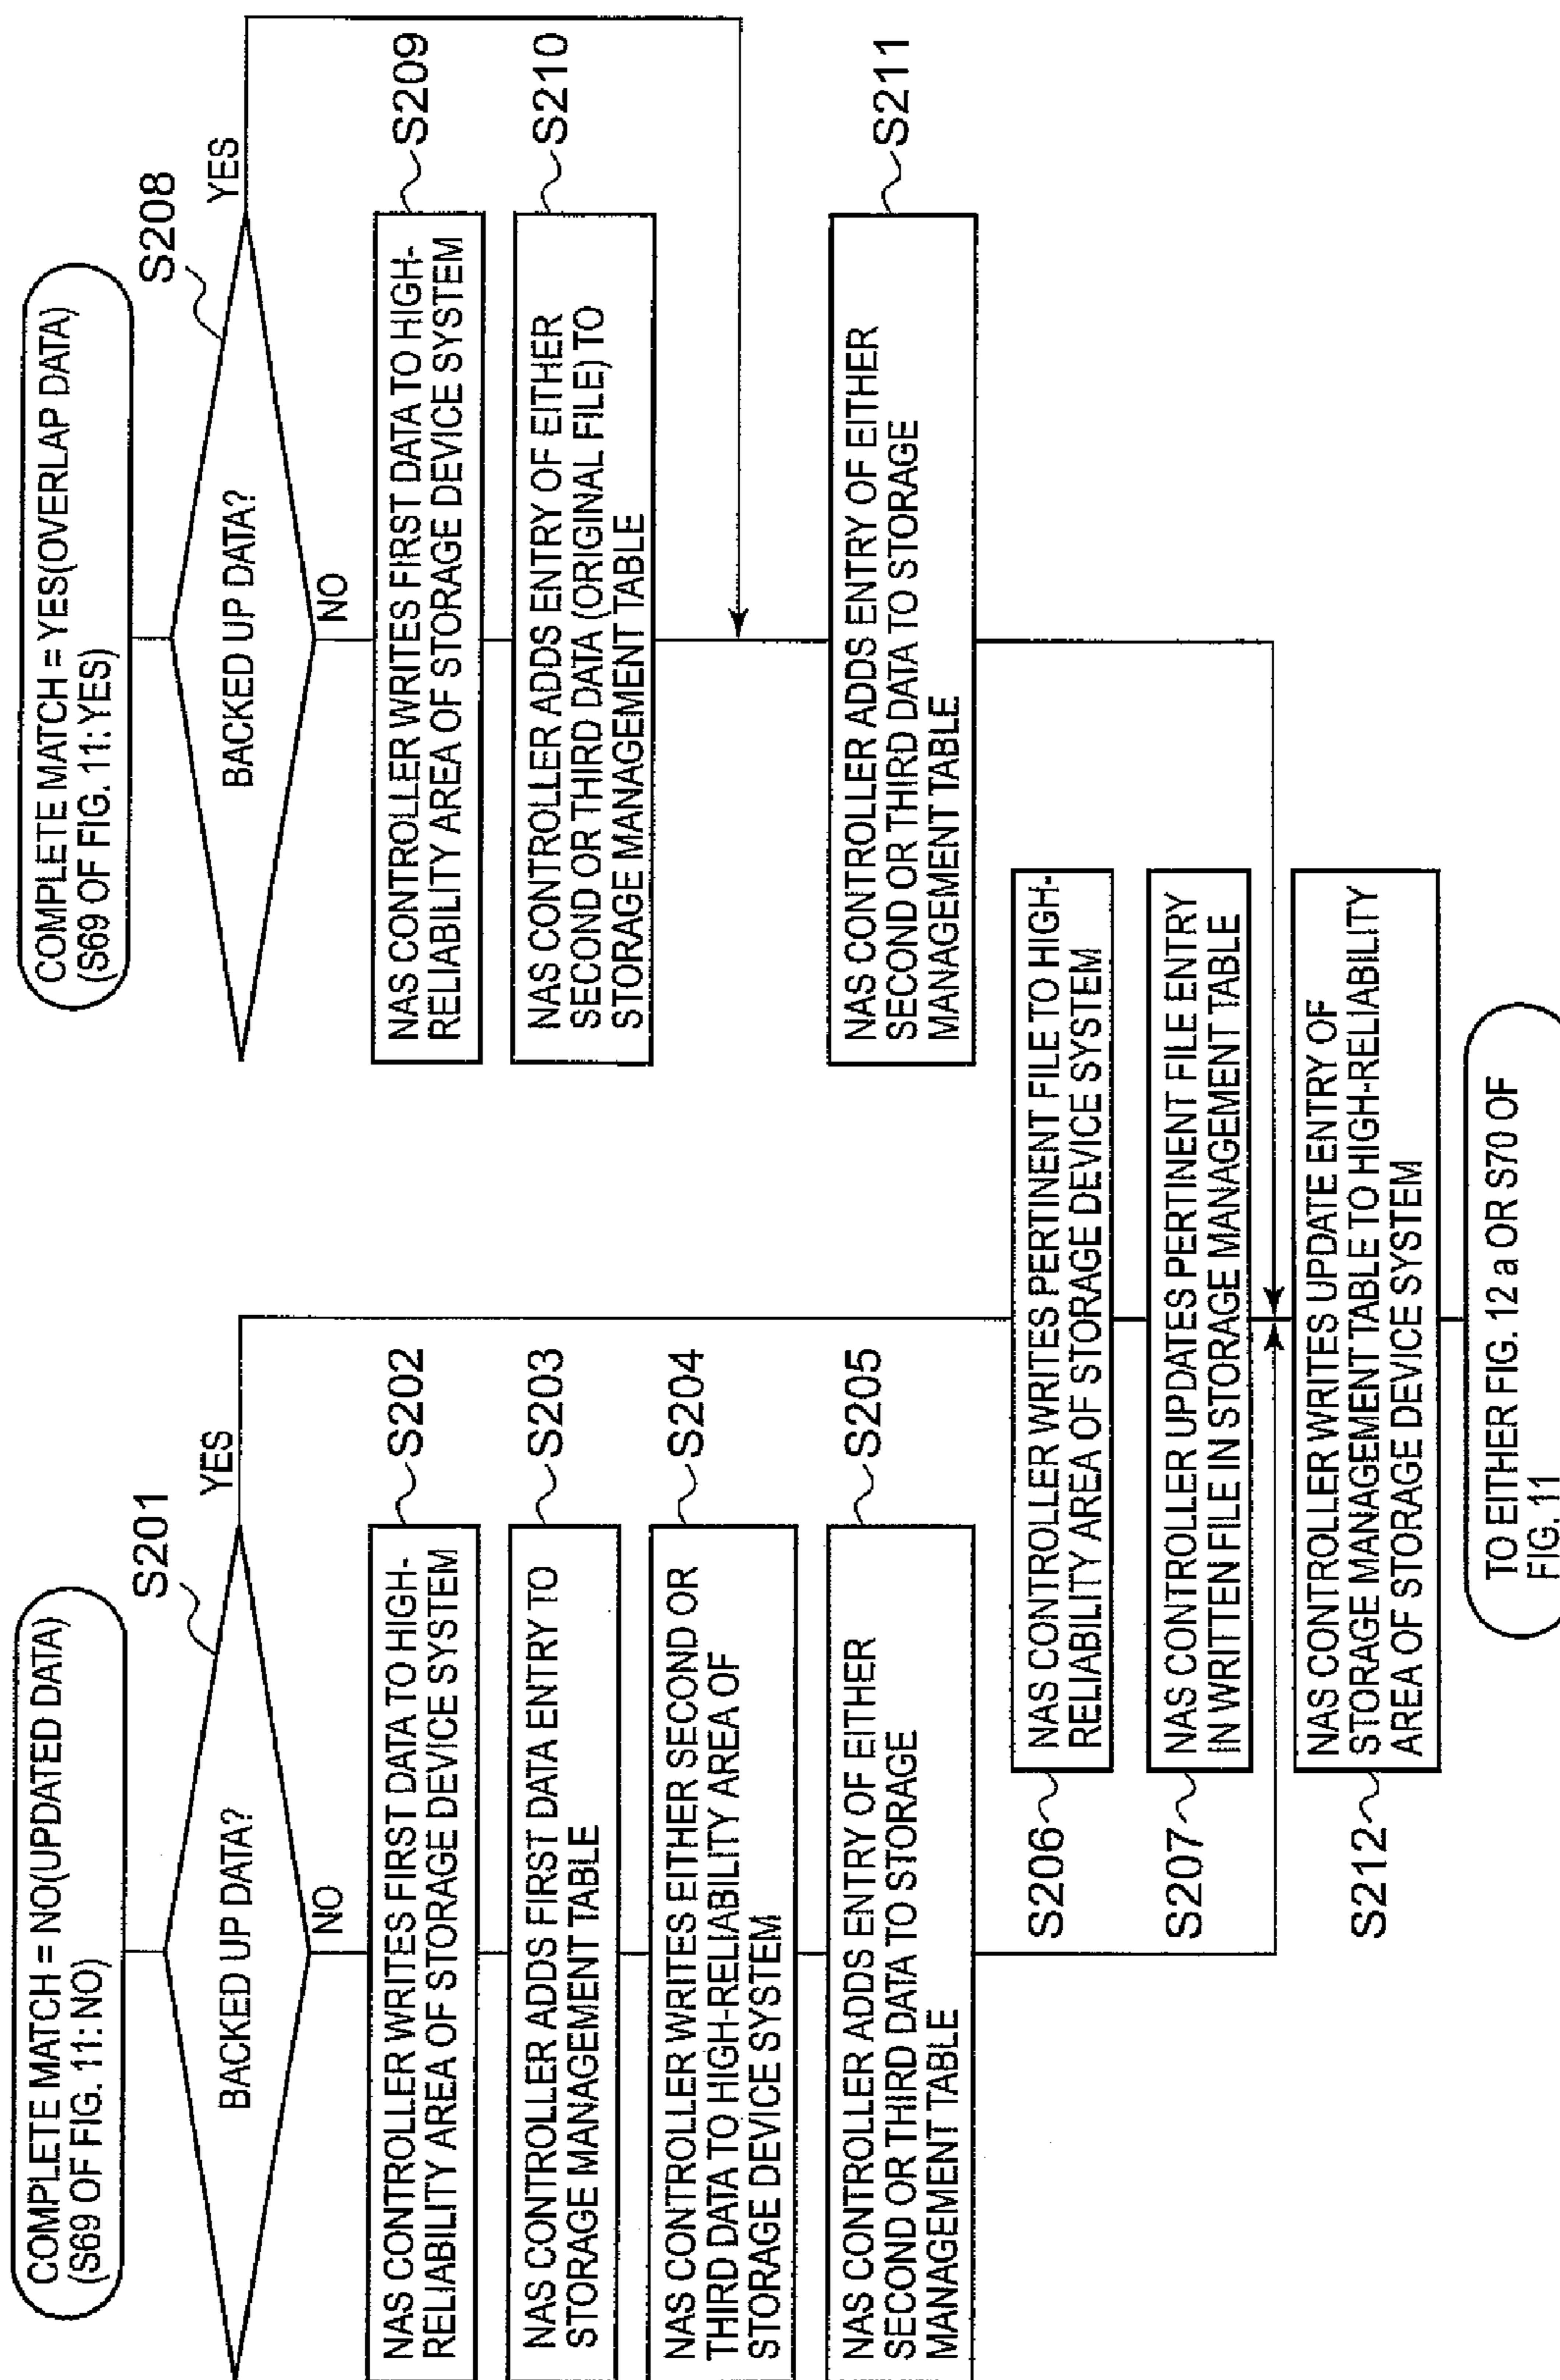 COMPLETE MATCH = NO(UPDATED DATA)
(S69 OF FIG. 11: NO)
S201
BACKED UP DATA?
YES
NO
NAS CONTROLLER WRITES FIRST DATA TO HIGH-
RELIABILITY AREA OF STORAGE DEVICE SYSTEM
S202
NAS CONTROLLER ADDS FIRST DATA ENTRY TO
STORAGE MANAGEMENT TABLE
S203
NAS CONTROLLER WRITES EITHER SECOND OR
THIRD DATA TO HIGH-RELIABILITY AREA OF
STORAGE DEVICE SYSTEM
S204
NAS CONTROLLER ADDS ENTRY OF EITHER
SECOND OR THIRD DATA TO STORAGE
MANAGEMENT TABLE
S205
S206
NAS CONTROLLER WRITES PERTINENT FILE TO HIGH-
RELIABILITY AREA OF STORAGE DEVICE SYSTEM
S207
NAS CONTROLLER UPDATES PERTINENT FILE ENTRY
IN WRITTEN FILE IN STORAGE MANAGEMENT TABLE
COMPLETE MATCH = YES(OVERLAP DATA)
(S69 OF FIG. 11:YES)
S208
BACKED UP DATA?
YES
NO
NAS CONTROLLER WRITES FIRST DATA TO HIGH-
RELIABILITY AREA OF STORAGE DEVICE SYSTEM
S209
NAS CONTROLLER ADDS ENTRY OF EITHER
SECOND OR THIRD DATA (ORIGINAL FILE) TO
STORAGE MANAGEMENT TABLE
S210
NAS CONTROLLER ADDS ENTRY OF EITHER
SECOND OR THIRD DATA TO STORAGE
MANAGEMENT TABLE
S211
S212
NAS CONTROLLER WRITES UPDATE ENTRY OF
STORAGE MANAGEMENT TABLE TO HIGH-RELIABILITY
AREA OF STORAGE DEVICE SYSTEM
TO EITHER FIG. 12 a OR S70 OF
FIG. 11